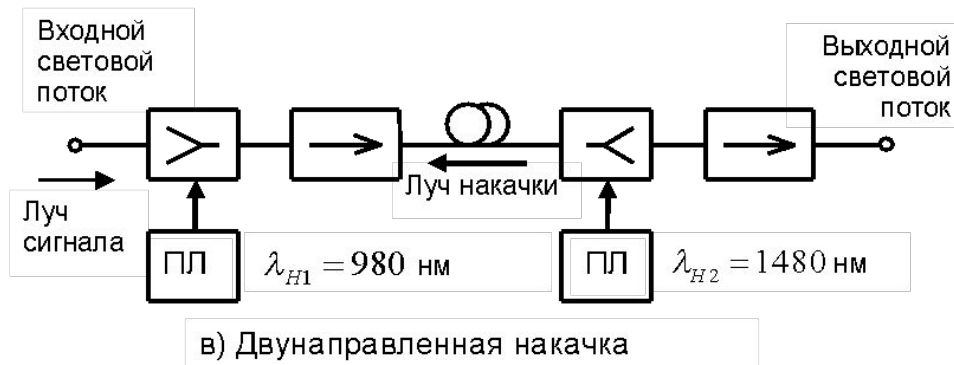 Входной
световой
поток
Выходной
световой
поток
Луч накачки
Луч
сигнала
ПЛ
λН1 = 980 нм
ПЛ
λН2 = 1480 нм
в) Двунаправленная накачка